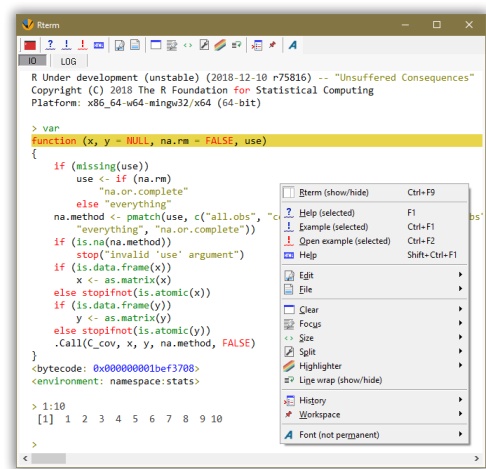 Rterm
IO LOG
R Under development (unstable) (2018-12-10 r75816) -- "Unsuffered Consequences"
Copyright (C) 2018 The R Foundation for Statistical Computing
Platform: x86_64-w64-mingw32/x64 (64-bit)
> var
function (x, y = NULL, na.rm = FALSE, use)
{
if (missing(use))
use <- if (na.rm)
"na.or.complete"
else "everything"
na.method <- pmatch(use, c("all.obs", "co bs"
"everything", "na.or.complete"))
if (is.na(na.method))
stop("invalid 'use' argument")
if (is.data.frame(x))
x <- as.matrix(x)
else stopifnot(is.atomic(x))
if (is.data.frame(y))
y <- as.matrix(y)
else stopifnot(is.atomic(y))
.Call(C_cov, x, y, na.method, FALSE)
}
<bytecode: 0x000000001bef3708>
<environment: namespace:stats>
> 1:10
[1] 1 2 3 4 5 6 7 8 9 10
>
Rterm (show/hide) Ctrl+F9
Help (selected) F1
Example (selected) Ctrl+F1
Open example (selected) Ctrl+F2
Help Shift+Ctrl+F1
Edit
File
Clear
Focus
Size
Split
Highlighter
Line wrap (show/hide)
History
Workspace
Font (not permanent)